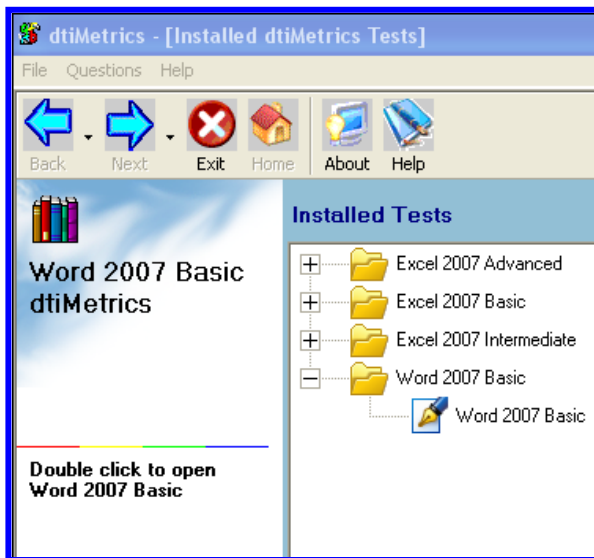 dtiMetrics - [Installed dtiMetrics Tests]
File Questions Help
Back Next Exit Home About Help
Word 2007 Basic
dtiMetrics
Double click to open
Word 2007 Basic
Installed Tests
Excel 2007 Advanced
Excel 2007 Basic
Excel 2007 Intermediate
Word 2007 Basic
Word 2007 Basic